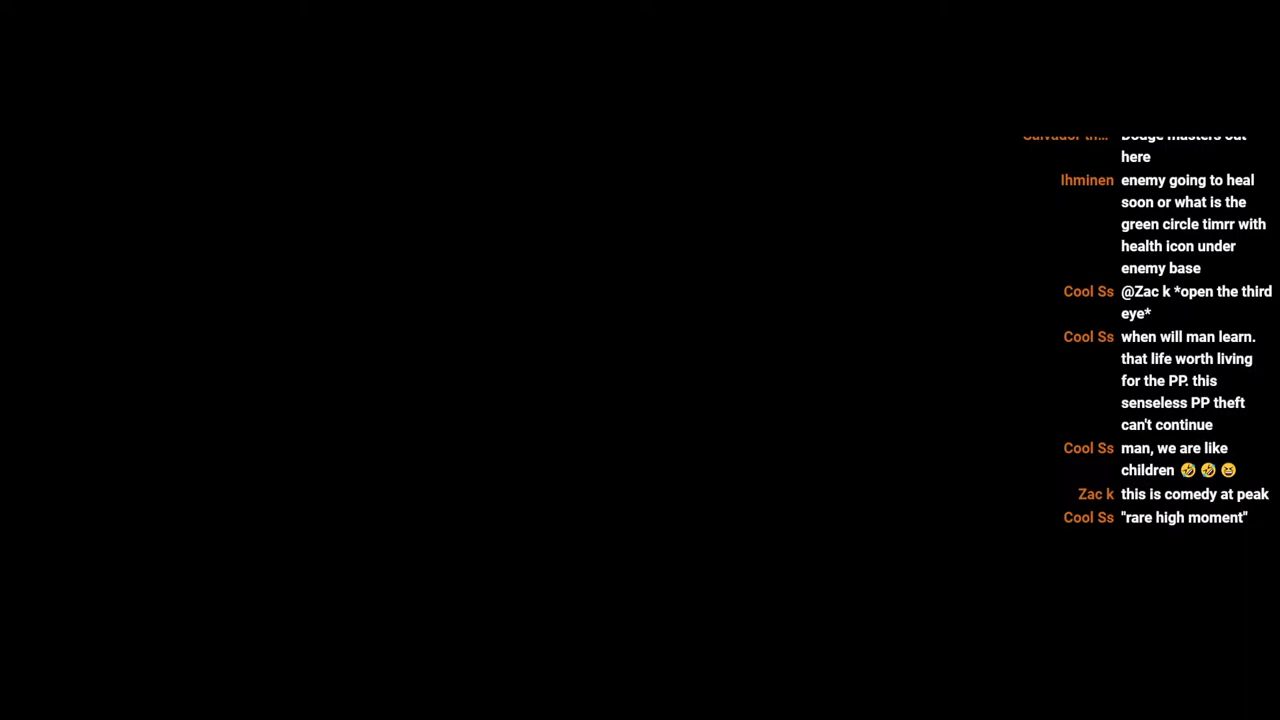 Dodge masters out
here
Ihminen enemy going to heal
soon or what is the
green circle timrr with
health icon under
enemy base
Cool Ss @Zac k *open the third
eye*
Cool Ss when will man learn.
that life worth living
for the PP. this
senseless PP theft
can't continue
Cool Ss man, we are like
children 🤣 🤣 😆
Zac k this is comedy at peak
Cool Ss "rare high moment"